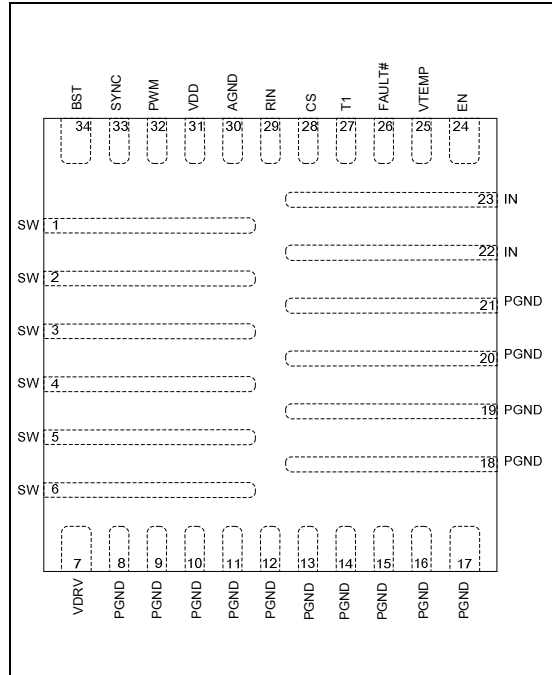 BST SYNC PWM VDD AGND RIN CS T1 FAULT# VTEMP EN
34 33 32 31 30 29 28 27 26 25 24
23 IN
SW 1
22 IN
SW 2
21 PGND
SW 3
20 PGND
SW 4
19 PGND
SW 5
18 PGND
SW 6
7 8 9 10 11 12 13 14 15 16 17
VDRV PGND PGND PGND PGND PGND PGND PGND PGND PGND PGND